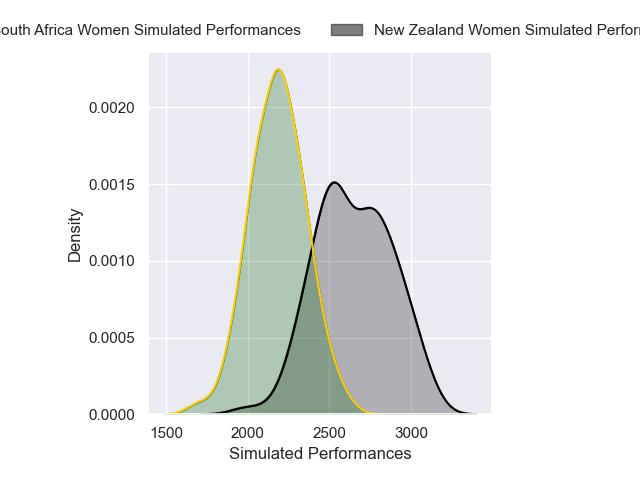 outh Africa Women Simulated Performances New Zealand Women Simulated Perfor
0.0020
0.0015
0.0010
0.0005
0.0000
Density
1500 2000 2500 3000
Simulated Performances